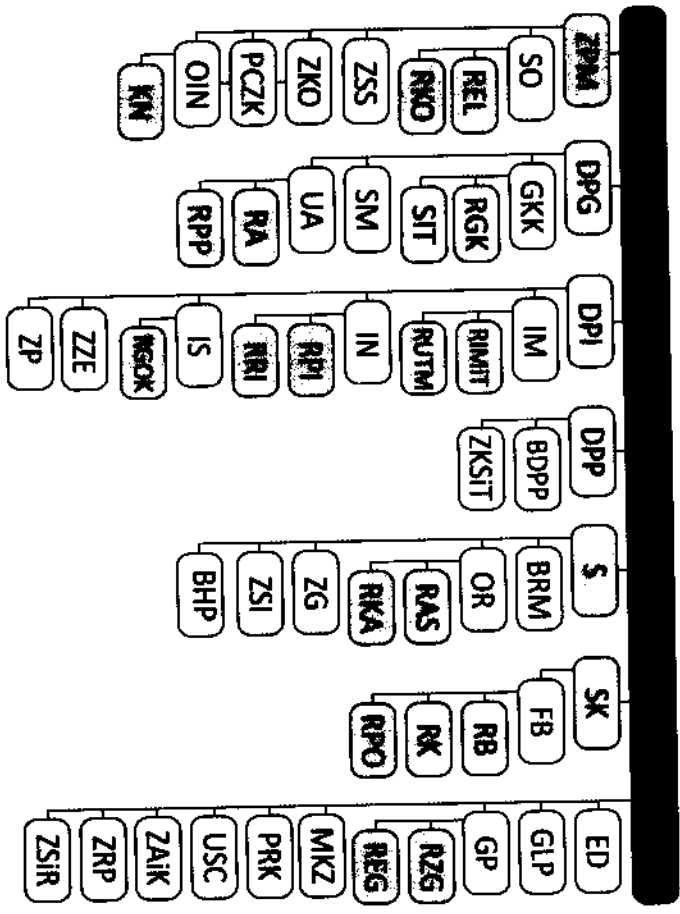 ZPM
SO
REL
RKO
ZSS
ZKO
PCZK
OIN
KN
DPG
GKK
RGK
SIT
SM
UA
RA
RPP
DPI
IM
RIMiT
RUTM
IN
RPI
RRI
IS
RGOK
ZZE
ZP
DPP
BDPP
ZKSiT
S
BRM
OR
RAS
RKA
ZG
ZSI
BHP
SK
FB
RB
RK
RPO
ED
GLP
GP
RZG
REG
MKZ
PRK
USC
ZAiK
ZRP
ZSiR